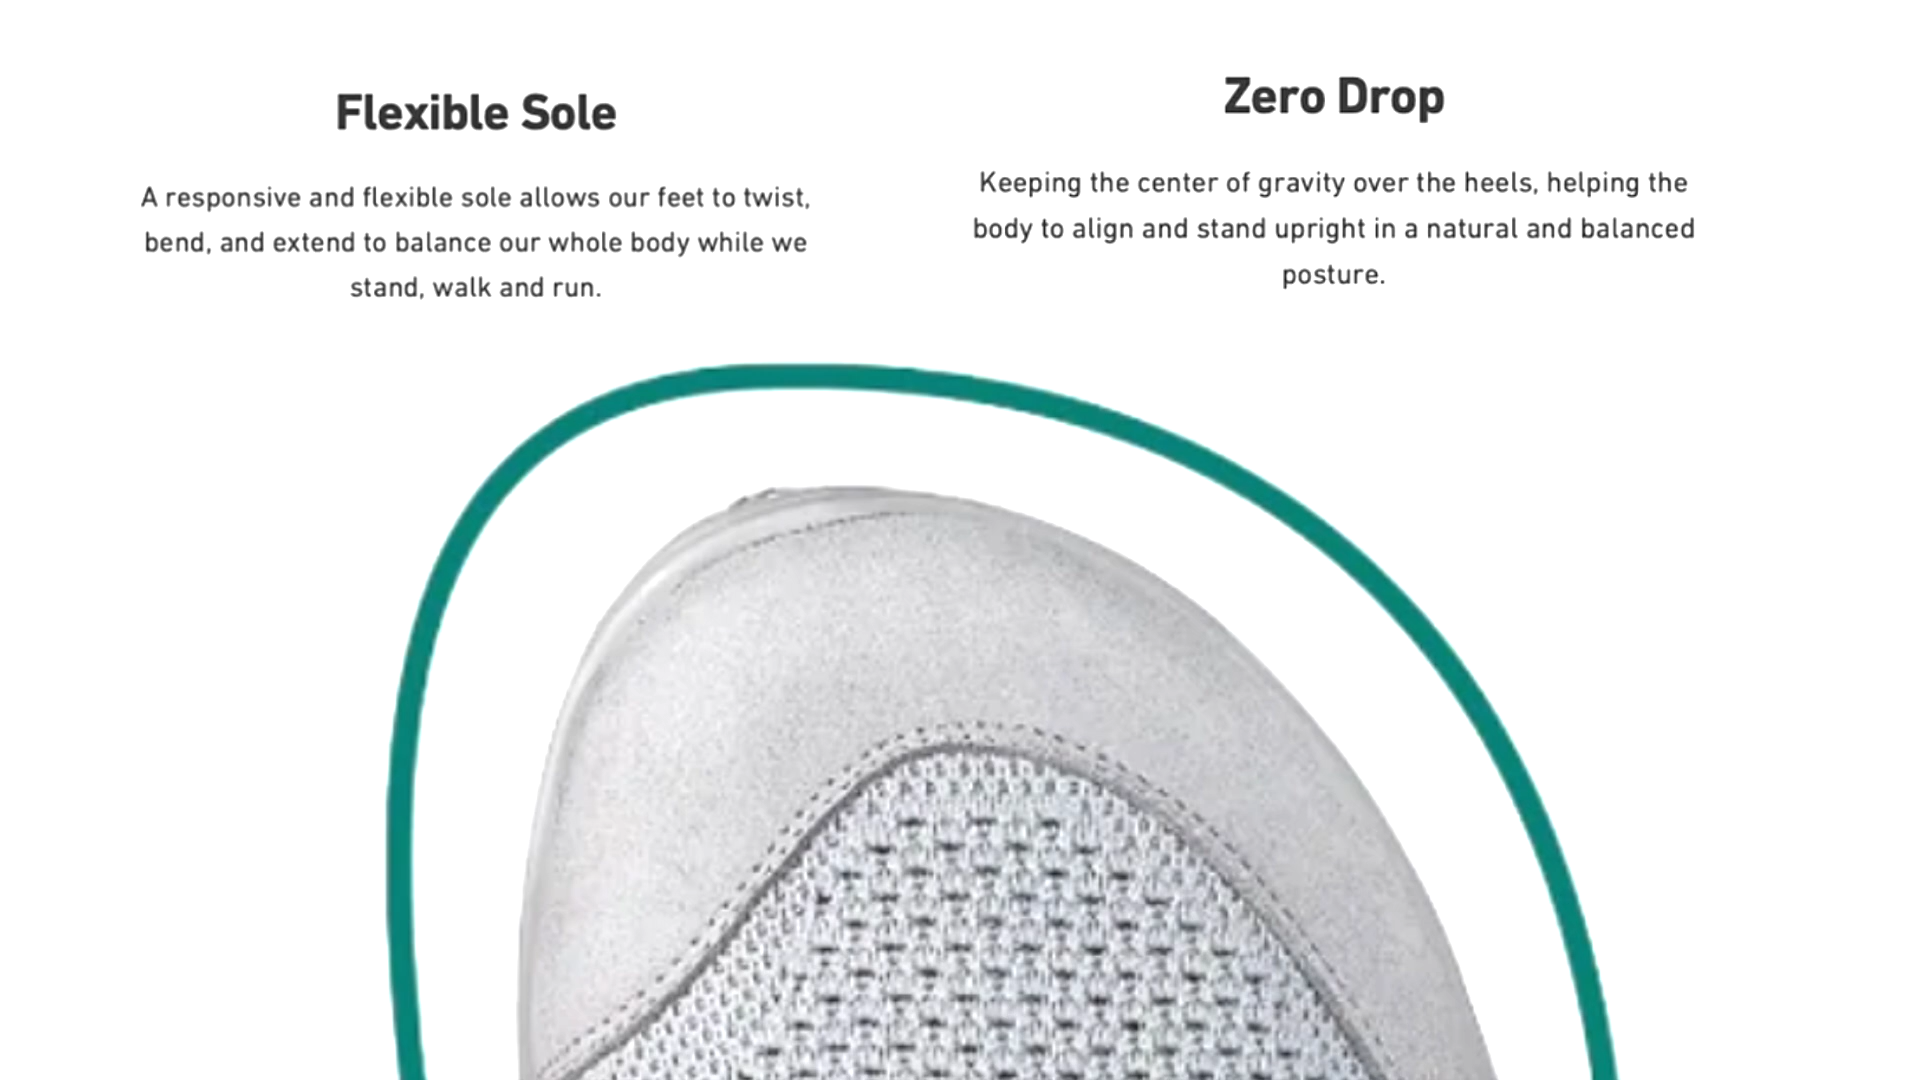 Flexible Sole
A responsive and flexible sole allows our feet to twist,
bend, and extend to balance our whole body while we
stand, walk and run.
Zero Drop
Keeping the center of gravity over the heels, helping the
body to align and stand upright in a natural and balanced
posture.